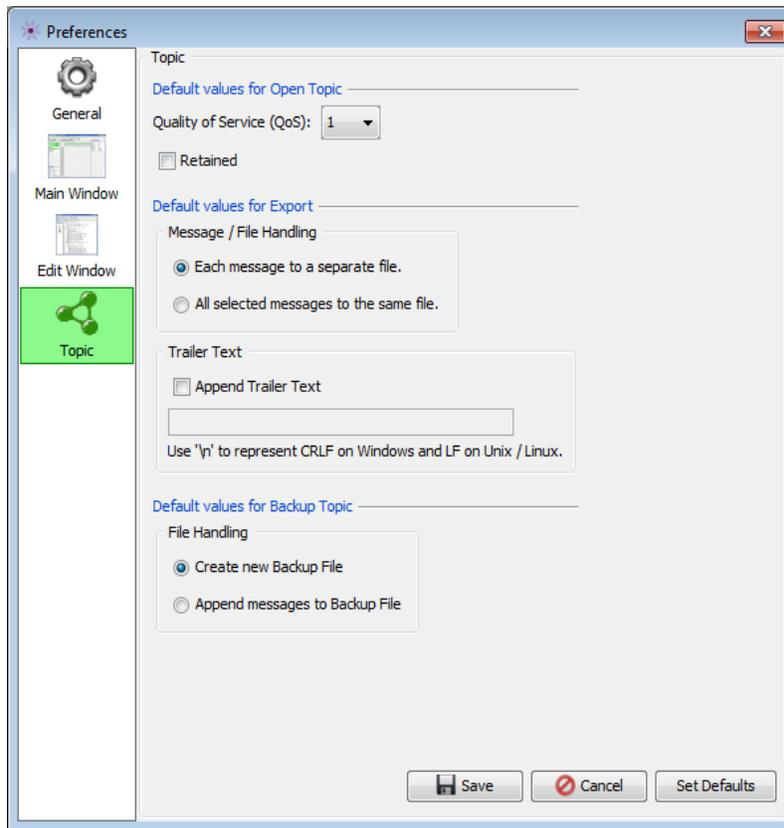 Preferences
General
Main Window
Edit Window
Topic
Topic
Default values for Open Topic
Quality of Service (QoS): 1
Retained
Default values for Export
Message / File Handling
Each message to a separate file.
All selected messages to the same file.
Trailer Text
Append Trailer Text
Use '\n' to represent CRLF on Windows and LF on Unix / Linux.
Default values for Backup Topic
File Handling
Create new Backup File
Append messages to Backup File
Save Cancel Set Defaults